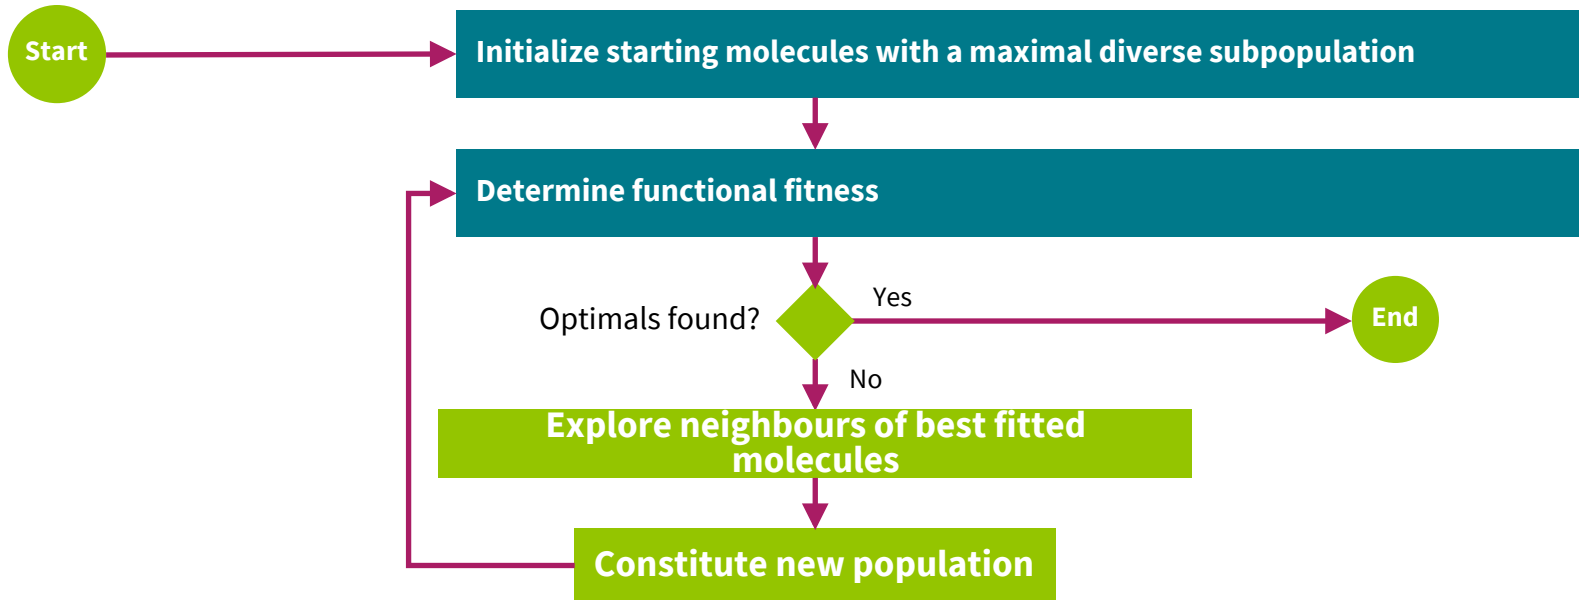 Start
Initialize starting molecules with a maximal diverse subpopulation
Determine functional fitness
Optimals found?
Yes
End
No
Explore neighbours of best fitted
molecules
Constitute new population